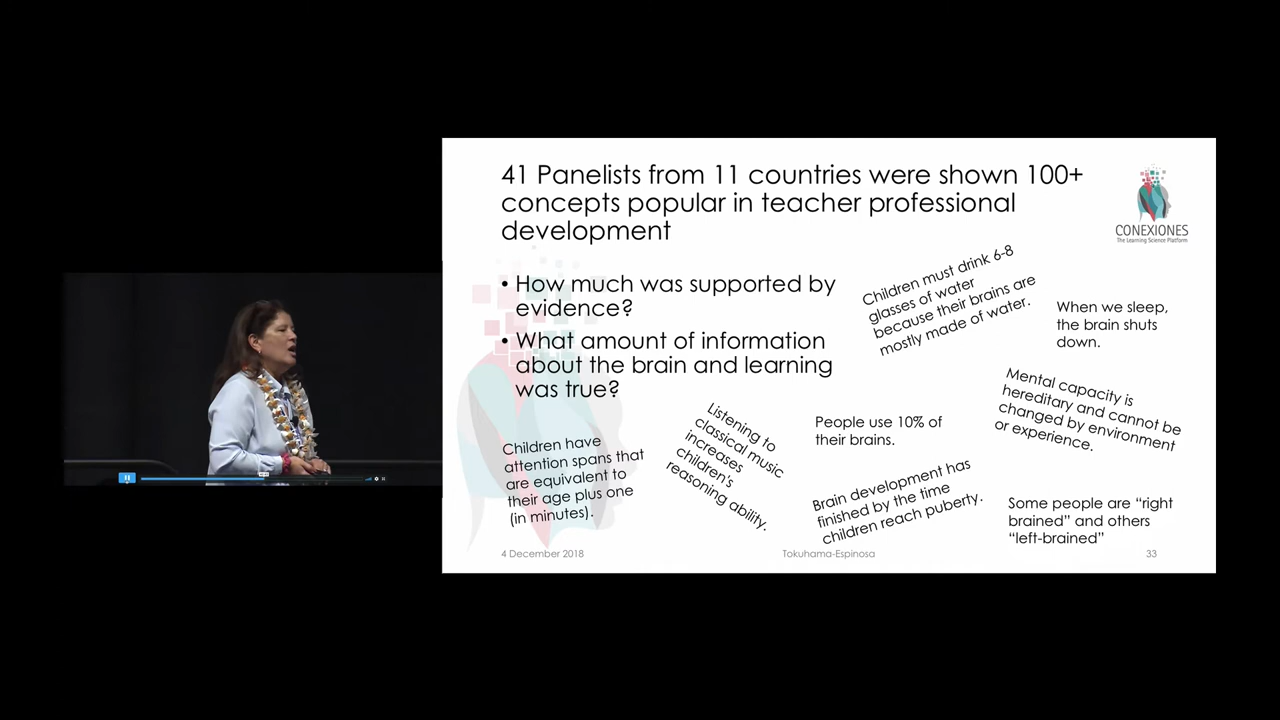 41 Panelists from 11 countries were shown 100+
concepts popular in teacher professional
development
CONEXIONES
The Learning Science Platform
• How much was supported by
evidence?
• What amount of information
about the brain and learning
was true?
Children must drink 6-8
glasses of water
because their brains are
mostly made of water.
When we sleep,
the brain shuts
down.
Mental capacity is
hereditary and cannot be
changed by environment
or experience.
Listening to
classical music
increases
children's
reasoning ability.
People use 10% of
their brains.
Children have
attention spans that
are equivalent to
their age plus one
(in minutes).
Brain development has
finished by the time
children reach puberty.
Some people are “right
brained” and others
“left-brained”
4 December 2018
Tokuhama-Espinosa
33